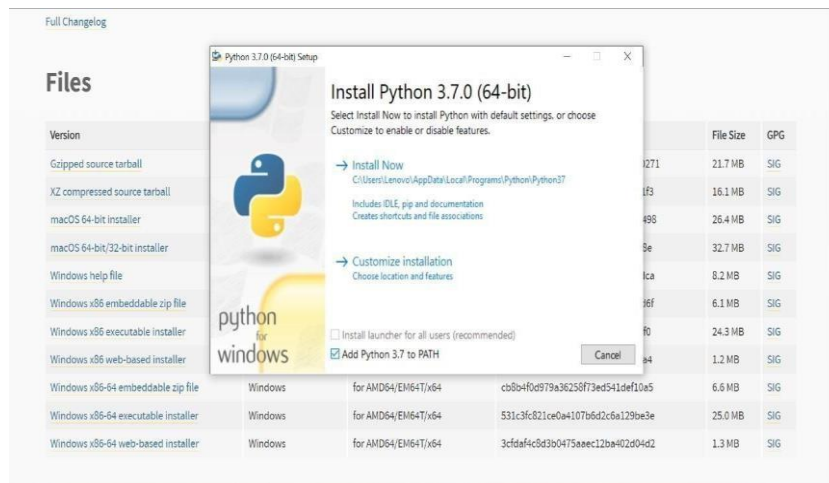 Full Changelog
Files
Version File Size GPG
Gzipped source tarball 0271 21.7 MB SIG
XZ compressed source tarball 1f3 16.1 MB SIG
macOS 64-bit installer 498 26.4 MB SIG
macOS 64-bit/32-bit installer 32.7 MB SIG
Windows help file 8.2 MB SIG
Windows x86 embeddable zip file 6.1 MB SIG
Windows x86 executable installer 24.3 MB SIG
Windows x86 web-based installer 1.2 MB SIG
Windows x86-64 embeddable zip file Windows for AMD64/EM64T/x64 cb8b4f0d979a36258f73ed541def10a5 6.6 MB SIG
Windows x86-64 executable installer Windows for AMD64/EM64T/x64 531c3fc821ce0a4107b6d2c6a129be3e 25.0 MB SIG
Windows x86-64 web-based installer Windows for AMD64/EM64T/x64 3cfdaf4c8d3b0475aaec12ba402d04d2 1.3 MB SIG
Python 3.7.0 (64-bit) Setup
Install Python 3.7.0 (64-bit)
Select Install Now to install Python with default settings, or choose
Customize to enable or disable features.
→ Install Now
C:\Users\Lenovo\AppData\Local\Programs\Python\Python37
Includes IDLE, pip and documentation
Creates shortcuts and file associations
→ Customize installation
Choose location and features
python
for
windows
Install launcher for all users (recommended)
Add Python 3.7 to PATH
Cancel